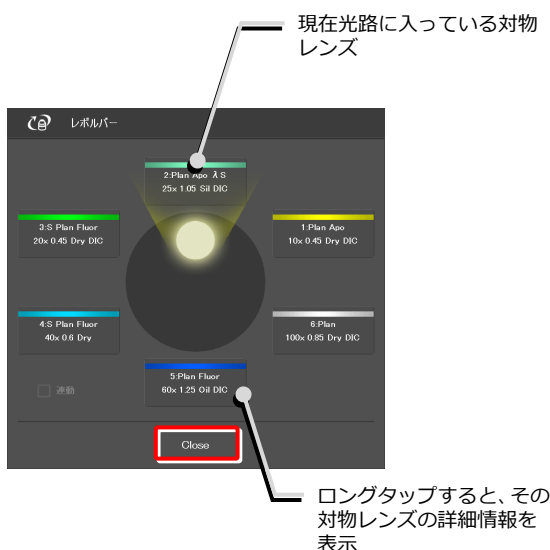 現在光路に入っている対物
レンズ
レボルバー
2:Plan Apo λS
25x 1.05 Sil DIC
3:S Plan Fluor
20x 0.45 Dry DIC
1:Plan Apo
10x 0.45 Dry DIC
4:S Plan Fluor
40x 0.6 Dry
6:Plan
100x 0.85 Dry DIC
5:Plan Fluor
60x 1.25 Oil DIC
連動
Close
ロングタップすると、その
対物レンズの詳細情報を
表示